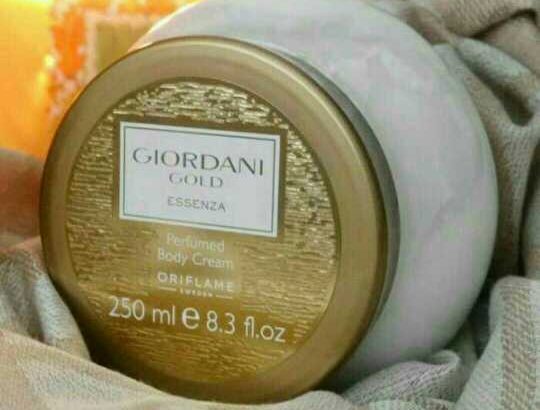 GIORDANI
GOLD
ESSENZA
Perfumed
Body Cream
ORIFLAME
SWEDEN
250 ml e 8.3 fl.oz